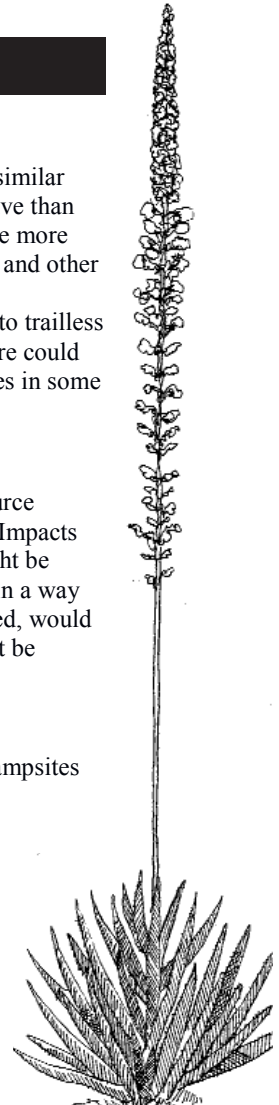 similar
ve than
e more
and other
to trailless
re could
es in some
urce
Impacts
ht be
n a way
ed, would
t be
ampsites